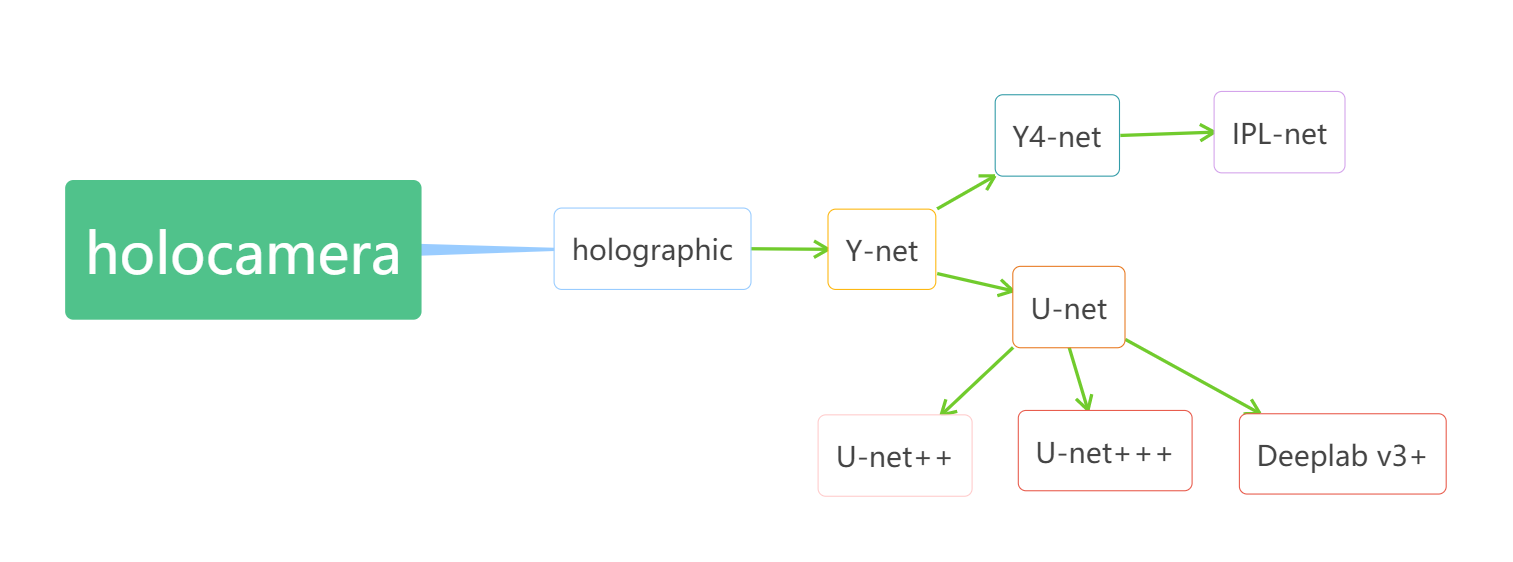 holocamera
holographic
Y-net
Y4-net
IPL-net
U-net
U-net++
U-net+++
Deeplab v3+